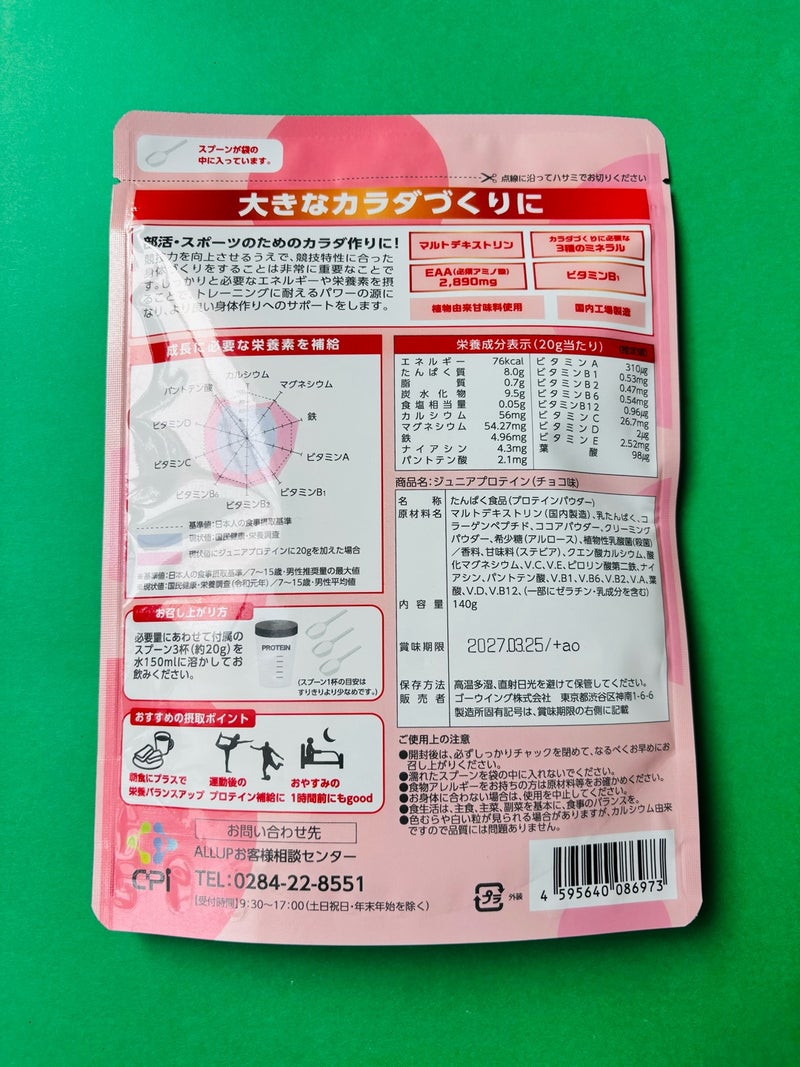 スプーンが袋の
中に入っています。
点線に沿ってハサミでお切りください
大きなカラダづくりに
部活・スポーツのためのカラダ作りに!
競技力を向上させるうえで、競技特性に合った
身体づくりをすることは非常に重要なことで
す。しっかりと必要なエネルギーや栄養素を摂
ることで、トレーニングに耐えるパワーの源に
なり、より良い身体作りへのサポートをします。
マルトデキストリン
カラダづくりに必要な
3種のミネラル
EAA(必須アミノ酸)
2,890mg
ビタミンB₁
植物由来甘味料使用
国内工場製造
成長に必要な栄養素を補給
カルシウム
マグネシウム
鉄
ビタミンA
ビタミンB₁
ビタミンB₂
ビタミンB₆
ビタミンC
ビタミンD
パントテン酸
基準値:日本人の食事摂取基準
現状値:国民健康・栄養調査
現状値にジュニアプロテインに20gを加えた場合
※基準値:日本人の食事摂取基準/7〜15歳・男性推奨量の最大値
※現状値:国民健康・栄養調査(令和元年)/7〜15歳・男性平均値
栄養成分表示(20g当たり)
エネルギー 76kcal
たんぱく質 8.0g
脂質 0.7g
炭水化物 9.5g
食塩相当量 0.05g
カルシウム 56mg
マグネシウム 54.27mg
鉄 4.96mg
ナイアシン 4.3mg
パントテン酸 2.1mg
ビタミンA 310μg
ビタミンB1 0.53mg
ビタミンB2 0.47mg
ビタミンB6 0.54mg
ビタミンB12 0.96μg
ビタミンC 26.7mg
ビタミンD 2μg
ビタミンE 2.52mg
葉酸 98μg
商品名:ジュニアプロテイン(チョコ味)
名称 たんぱく食品(プロテインパウダー)
原材料名 マルトデキストリン(国内製造)、乳たんぱく、コ
ラーゲンペプチド、ココアパウダー、クリーミング
パウダー、希少糖(アルロース)、植物性乳酸菌(殺菌)
/香料、甘味料(ステビア)、クエン酸カルシウム、酸
化マグネシウム、V.C、V.E、ピロリン酸第二鉄、ナイ
アシン、パントテン酸、V.B1、V.B6、V.B2、V.A、葉
酸、V.D、V.B12、(一部にゼラチン・乳成分を含む)
内容量 140g
賞味期限 2027.03.25/+ao
保存方法 高温多湿、直射日光を避けて保管してください。
販売者 ゴーウイング株式会社 東京都渋谷区神南1-6-6
製造所固有記号は、賞味期限の右側に記載
お召し上がり方
必要量にあわせて付属の
スプーン3杯(約20g)を
水150mlに溶かしてお
飲みください。
PROTEIN
(スプーン1杯の目安は
すりきりより少なめです。)
おすすめの摂取ポイント
朝食にプラスで
栄養バランスアップ
運動後の
プロテイン補給に
おやすみの
1時間前にもgood
ご使用上の注意
●開封後は、必ずしっかりチャックを閉めて、なるべくお早めにお
召し上がりください。
●濡れたスプーンを袋の中に入れないでください。
●食物アレルギーをお持ちの方は原材料等をお確かめください。
●お身体に合わない場合は、使用を中止してください。
●食生活は、主食、主菜、副菜を基本に、食事のバランスを。
●色むらや白い粒が見られる場合がありますが、カルシウム由来
ですので品質には問題ありません。
CPi
お問い合わせ先
ALLUPお客様相談センター
TEL:0284-22-8551
【受付時間】9:30〜17:00(土日祝日・年末年始を除く)
プラ
外装
4 595640 086973